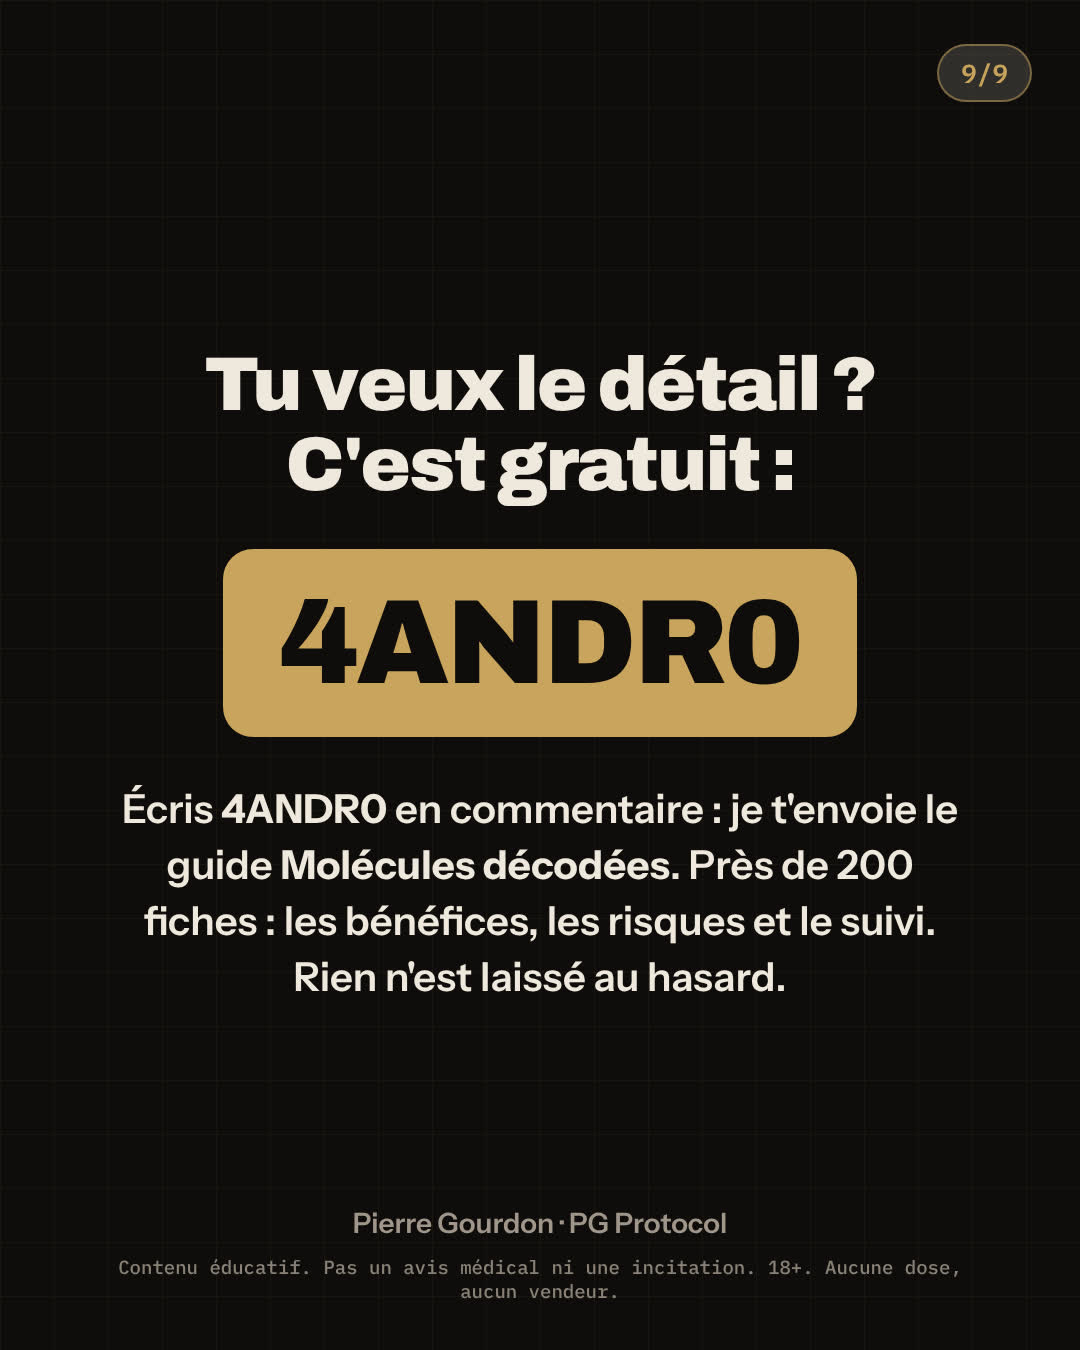 9/9
Tu veux le détail ?
C'est gratuit :
4ANDR0
Écris 4ANDR0 en commentaire : je t'envoie le
guide Molécules décodées. Près de 200
fiches : les bénéfices, les risques et le suivi.
Rien n'est laissé au hasard.
Pierre Gourdon · PG Protocol
Contenu éducatif. Pas un avis médical ni une incitation. 18+. Aucune dose,
aucun vendeur.